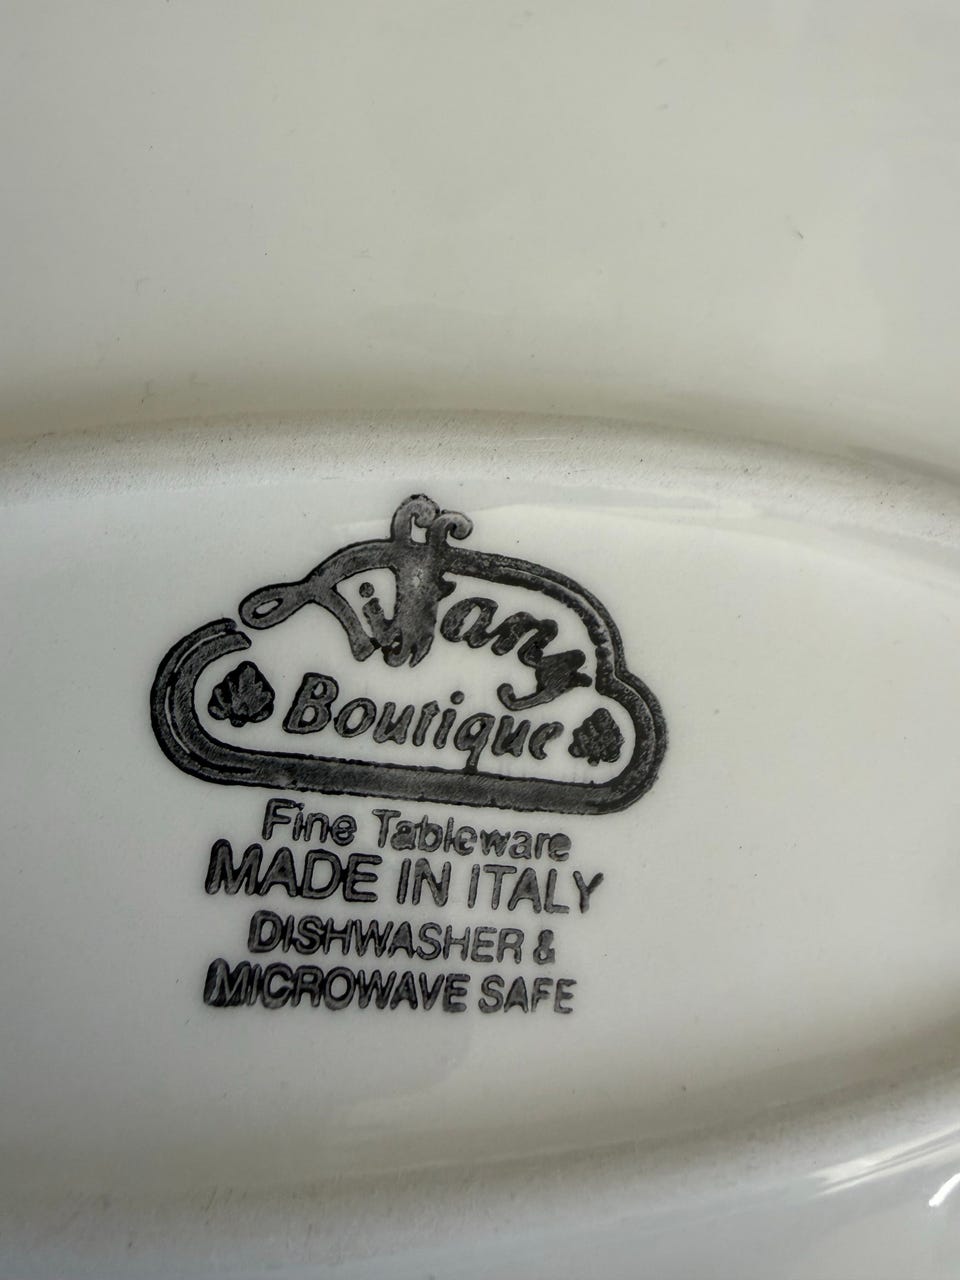 Tiffany
Boutique
Fine Tableware
MADE IN ITALY
DISHWASHER &
MICROWAVE SAFE